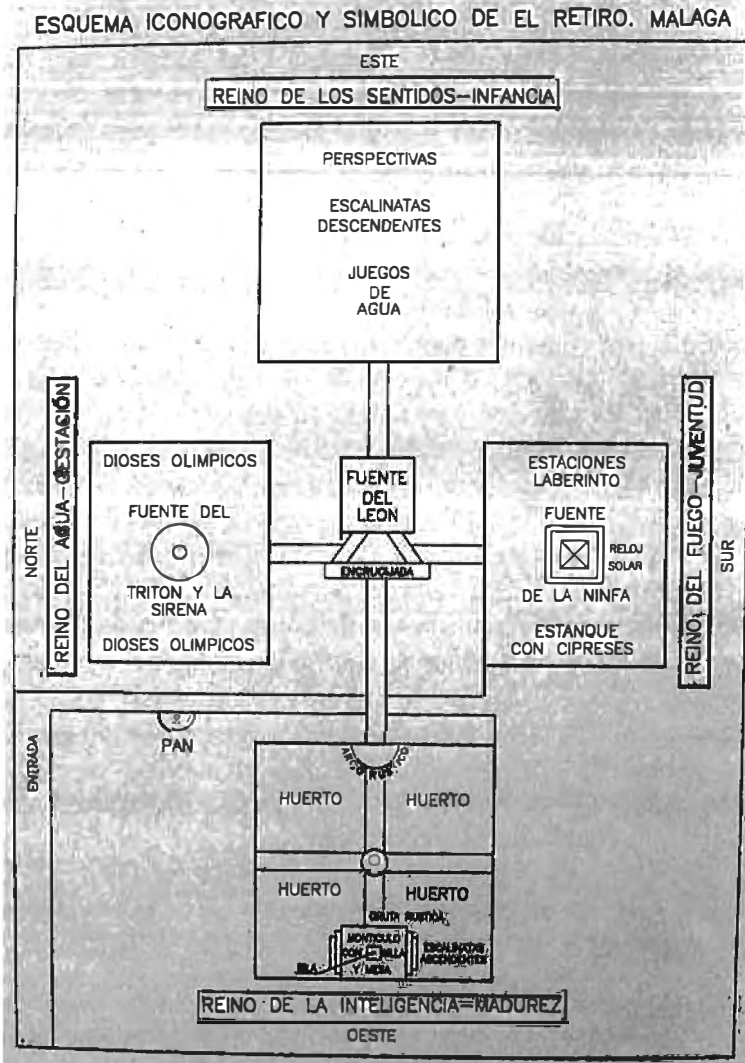 ESQUEMA ICONOGRAFICO Y SIMBOLICO DE EL RETIRO. MALAGA
ESTE
REINO DE LOS SENTIDOS-INFANCIA
PERSPECTIVAS
ESCALINATAS
DESCENDENTES
JUEGOS
DE
AGUA
NORTE
REINO DEL AGUA-GESTACIÓN
DIOSES OLIMPICOS
FUENTE DEL
TRITON Y LA
SIRENA
DIOSES OLIMPICOS
FUENTE
DEL
LEON
ENCRUCIJADA
ESTACIONES
LABERINTO
FUENTE
RELOJ
SOLAR
DE LA NINFA
ESTANQUE
CON CIPRESES
REINO DEL FUEGO-JUVENTUD
SUR
ENTRADA
PAN
ARCO RUSTICO
HUERTO
HUERTO
HUERTO
HUERTO
GRUTA RUSTICA
MONTICULO
CON SILLA
Y MESA
ESCALINATAS
ASCENDENTES
REINO DE LA INTELIGENCIA=MADUREZ
OESTE